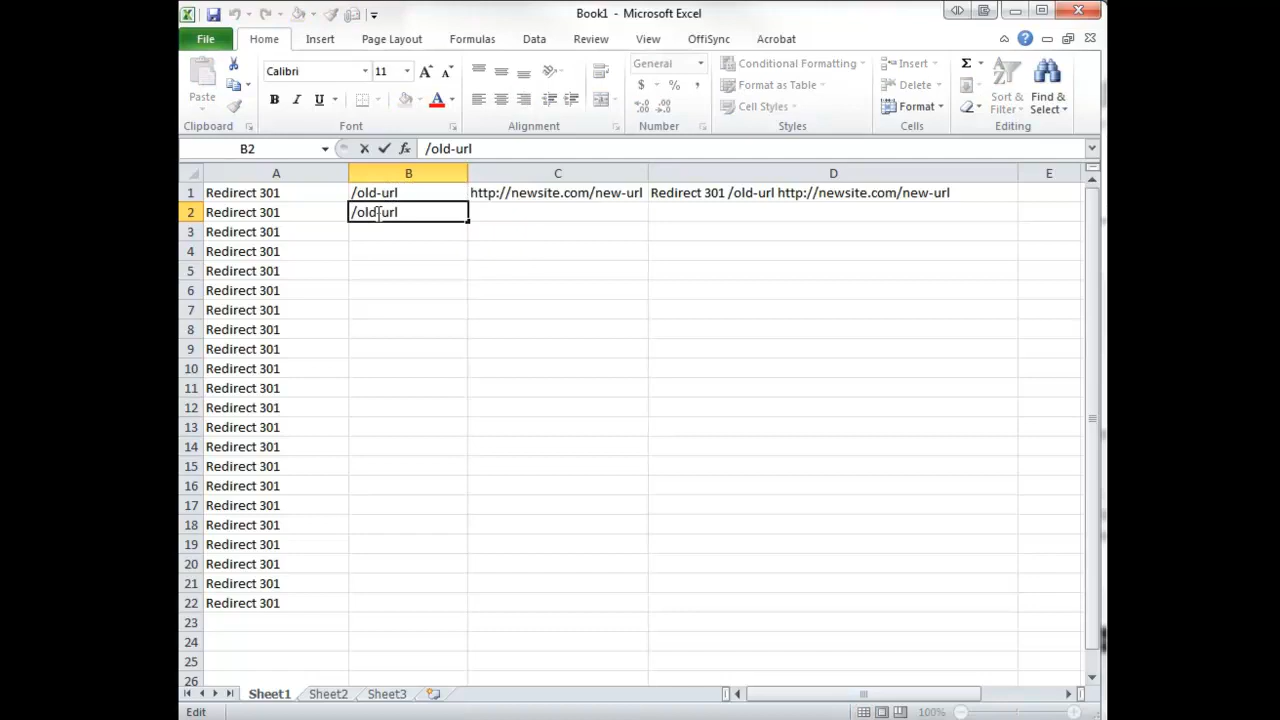 Book1 - Microsoft Excel
File Home Insert Page Layout Formulas Data Review View OffiSync Acrobat
Paste
Calibri 11
B I U
General
$ % ,
Conditional Formatting
Format as Table
Cell Styles
Insert
Delete
Format
Sort & Filter
Find & Select
Clipboard Font Alignment Number Styles Cells Editing
B2 fx /old-url
A B C D E
1 Redirect 301 /old-url http://newsite.com/new-url Redirect 301 /old-url http://newsite.com/new-url
2 Redirect 301 /old-url
3 Redirect 301
4 Redirect 301
5 Redirect 301
6 Redirect 301
7 Redirect 301
8 Redirect 301
9 Redirect 301
10 Redirect 301
11 Redirect 301
12 Redirect 301
13 Redirect 301
14 Redirect 301
15 Redirect 301
16 Redirect 301
17 Redirect 301
18 Redirect 301
19 Redirect 301
20 Redirect 301
21 Redirect 301
22 Redirect 301
23
24
25
26
Sheet1 Sheet2 Sheet3
Edit 100%